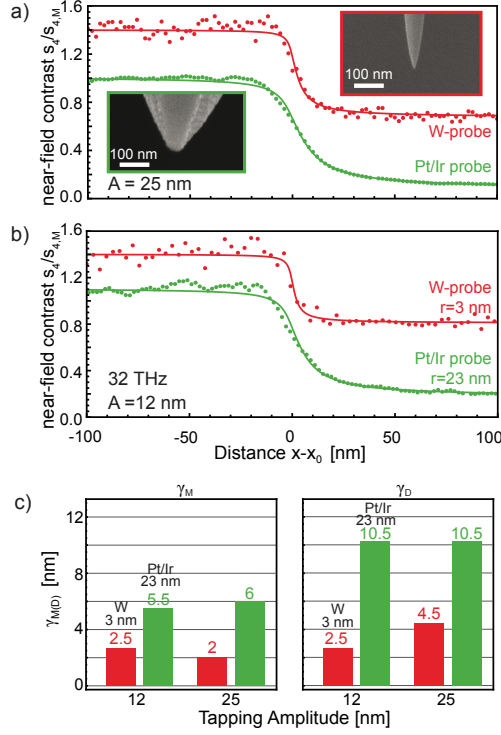 a)
near-field contrast s4/s4,M
1.6
1.2
0.8
0.4
0.0
100 nm
100 nm
W-probe
Pt/Ir probe
A = 25 nm
b)
near-field contrast s4/s4,M
1.6
1.2
0.8
0.4
0.0
W-probe
r=3 nm
Pt/Ir probe
r=23 nm
32 THz
A =12 nm
-100 -50 0 50 100
Distance x-x0 [nm]
c)
γM γD
γM(D) [nm]
12
8
4
0
W
3 nm
2.5
Pt/Ir
23 nm
5.5
2
6
W
3 nm
2.5
Pt/Ir
23 nm
10.5
4.5
10.5
12 25 12 25
Tapping Amplitude [nm]